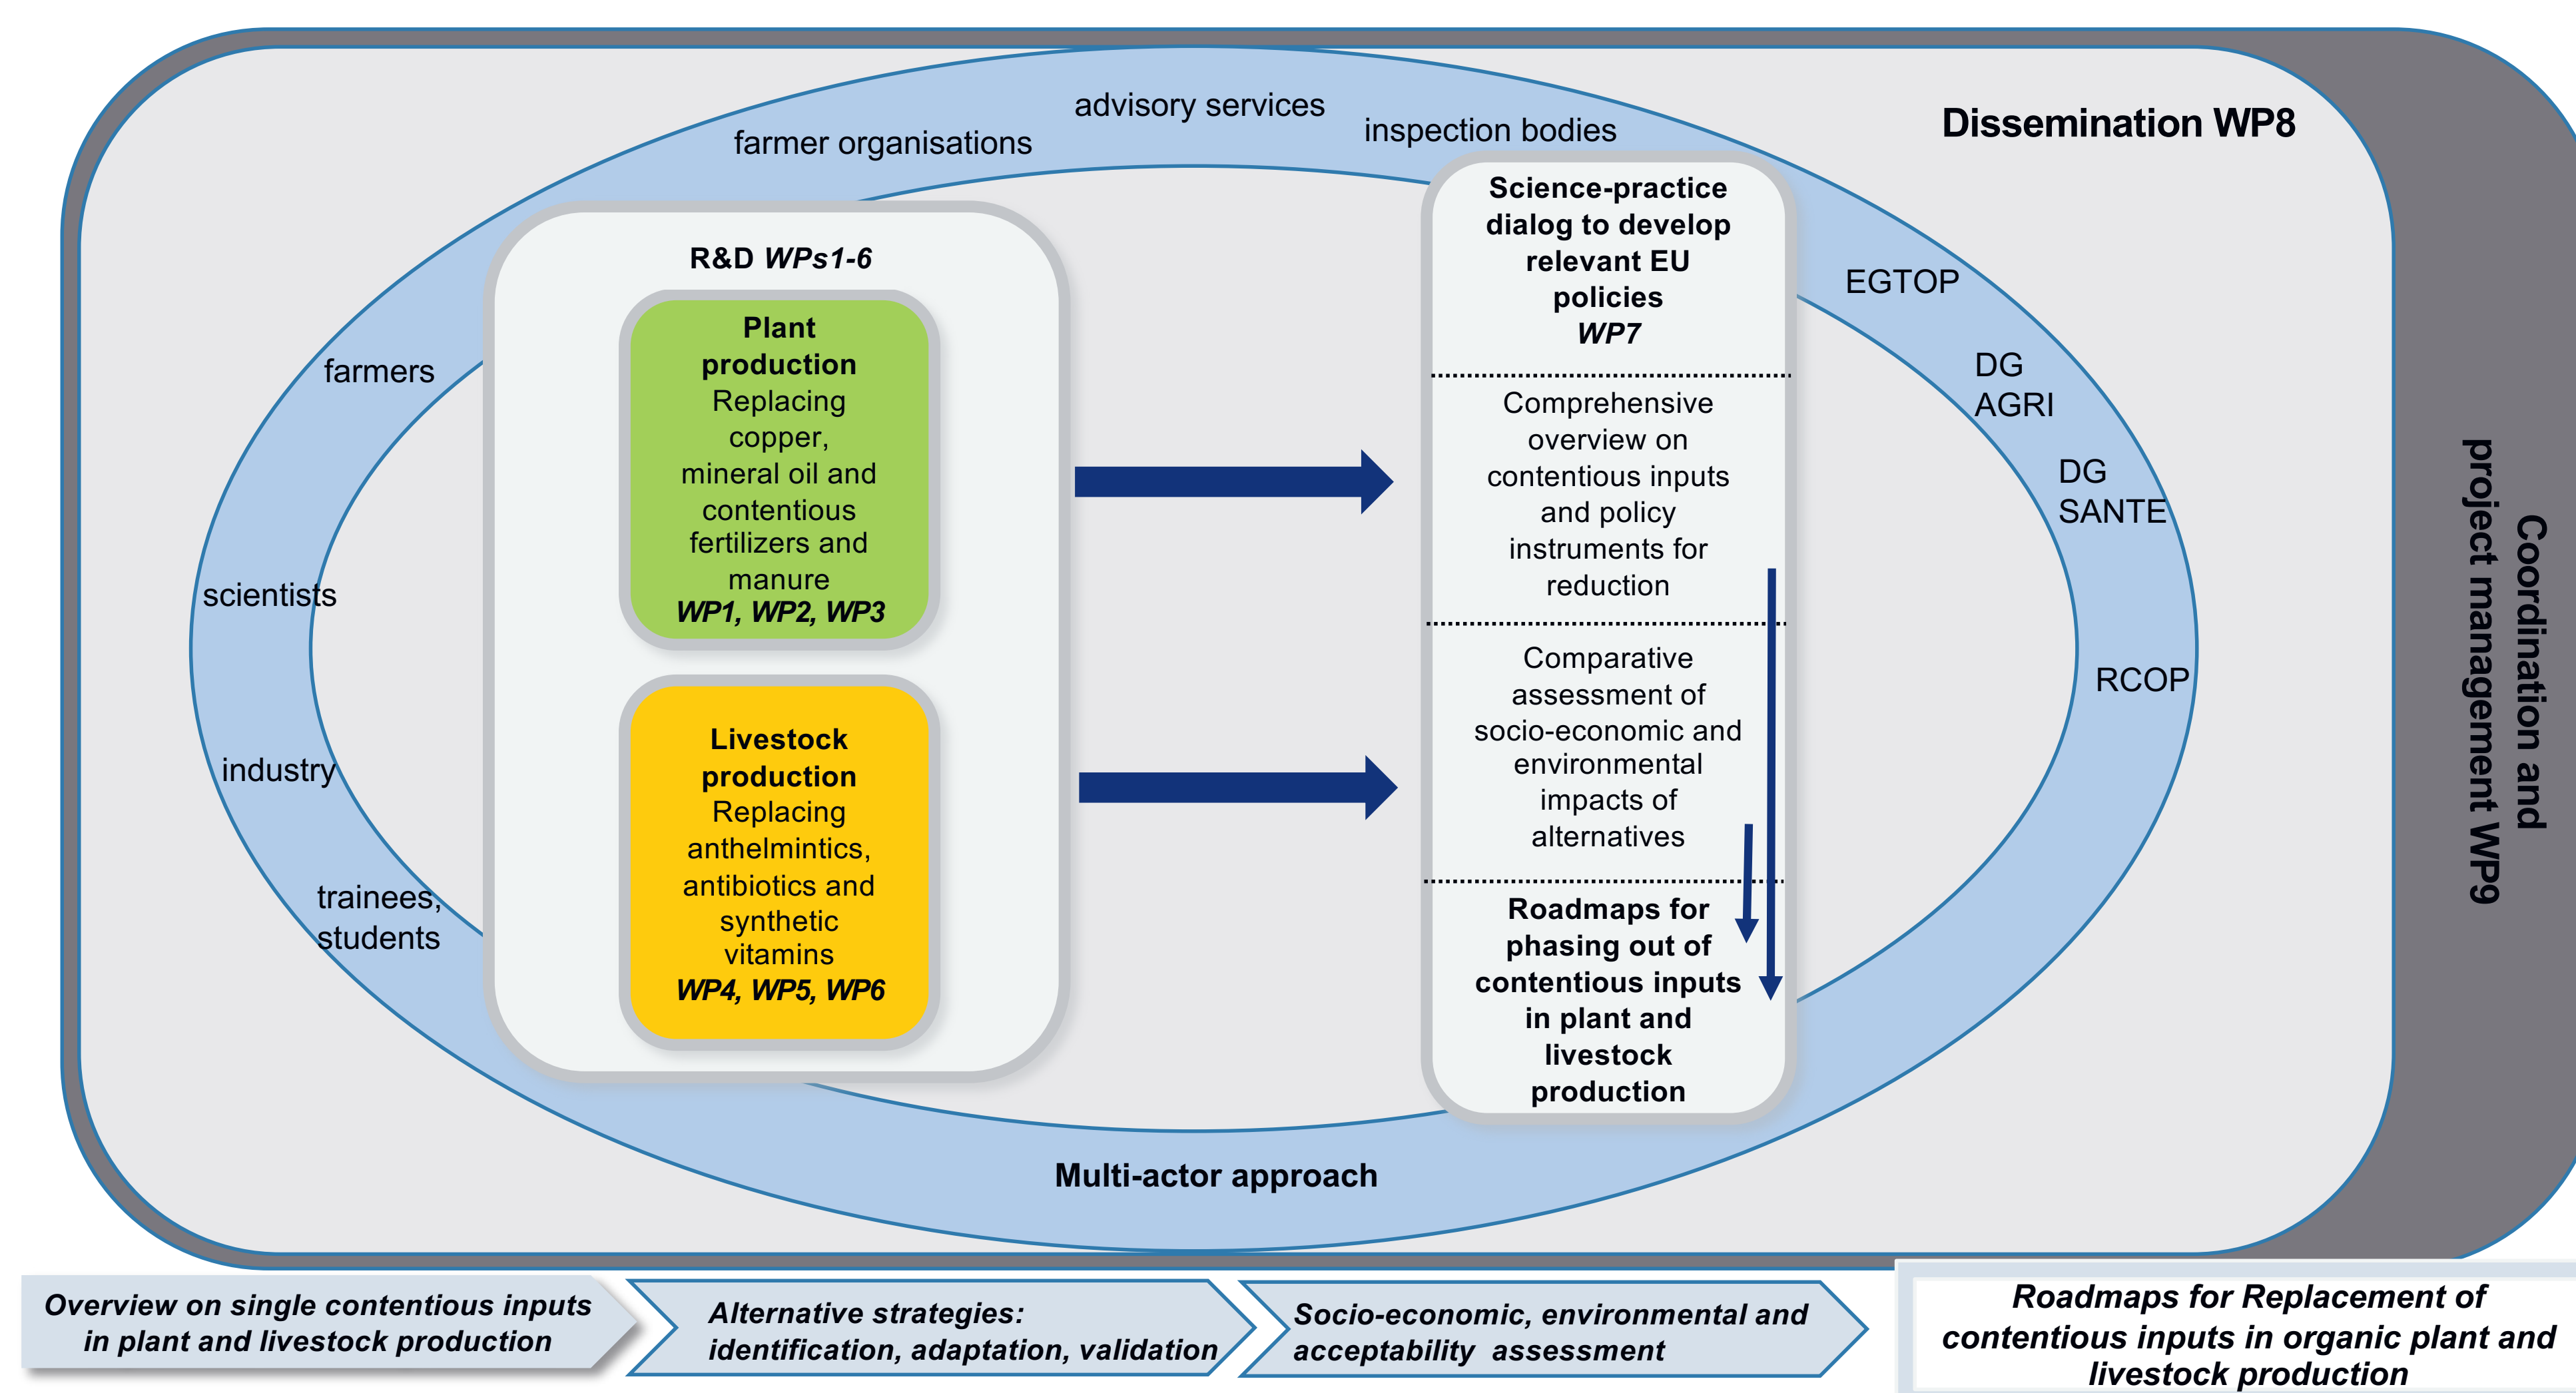 advisory services
farmer organisations
inspection bodies
Dissemination WP8
farmers
scientists
industry
trainees,
students
R&D WPs1-6
Plant
production
Replacing
copper,
mineral oil and
contentious
fertilizers and
manure
WP1, WP2, WP3
Livestock
production
Replacing
anthelmintics,
antibiotics and
synthetic
vitamins
WP4, WP5, WP6
Science-practice
dialog to develop
relevant EU
policies
WP7
Comprehensive
overview on
contentious inputs
and policy
instruments for
reduction
Comparative
assessment of
socio-economic and
environmental
impacts of
alternatives
Roadmaps for
phasing out of
contentious inputs
in plant and
livestock
production
EGTOP
DG
AGRI
DG
SANTE
RCOP
Coordination and
project management WP9
Multi-actor approach
Overview on single contentious inputs
in plant and livestock production
Alternative strategies:
identification, adaptation, validation
Socio-economic, environmental and
acceptability assessment
Roadmaps for Replacement of
contentious inputs in organic plant and
livestock production